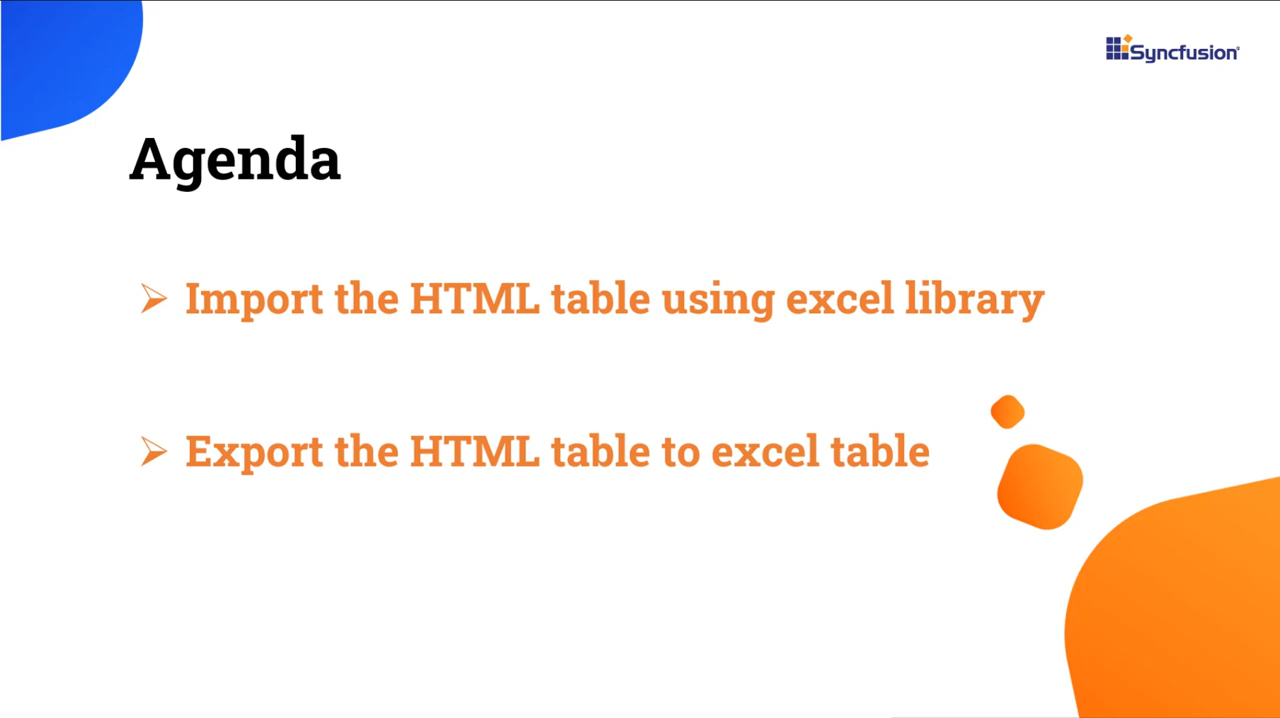 Syncfusion
Agenda
Import the HTML table using excel library
Export the HTML table to excel table